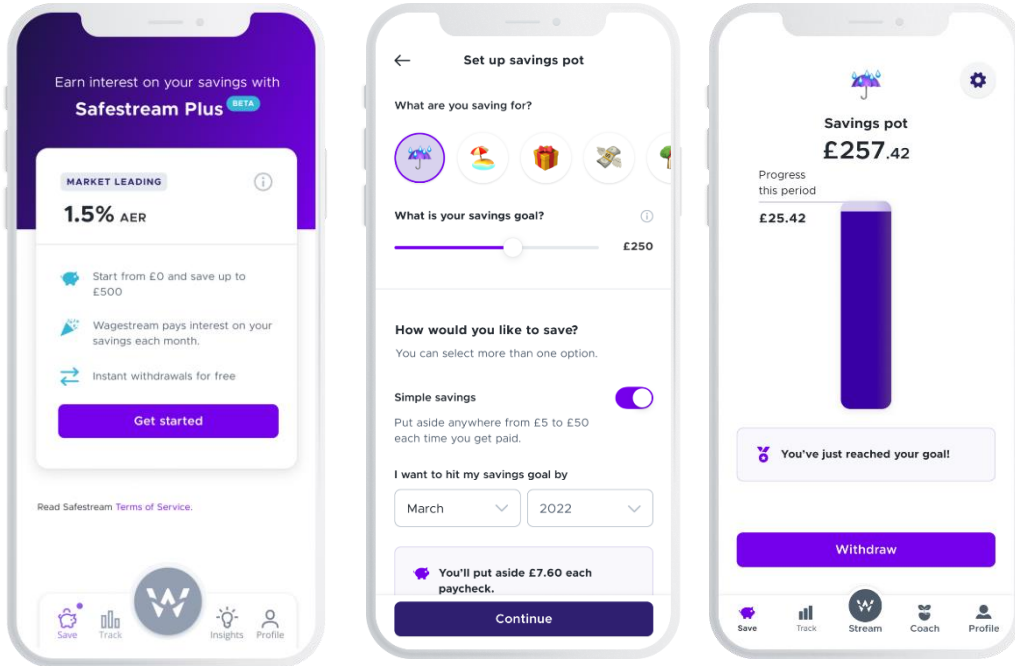 Earn interest on your savings with
Safestream Plus BETA
MARKET LEADING
1.5% AER
Start from £0 and save up to
£500
Wagestream pays interest on your
savings each month.
Instant withdrawals for free
Get started
Read Safestream Terms of Service.
W
Save
Track
Insights
Profile
Set up savings pot
What are you saving for?
What is your savings goal?
£250
How would you like to save?
You can select more than one option.
Simple savings
Put aside anywhere from £5 to £50
each time you get paid.
I want to hit my savings goal by
March
2022
You'll put aside £7.60 each
paycheck.
Continue
Savings pot
£257.42
Progress
this period
£25.42
You've just reached your goal!
Withdraw
W
Save
Track
Stream
Coach
Profile